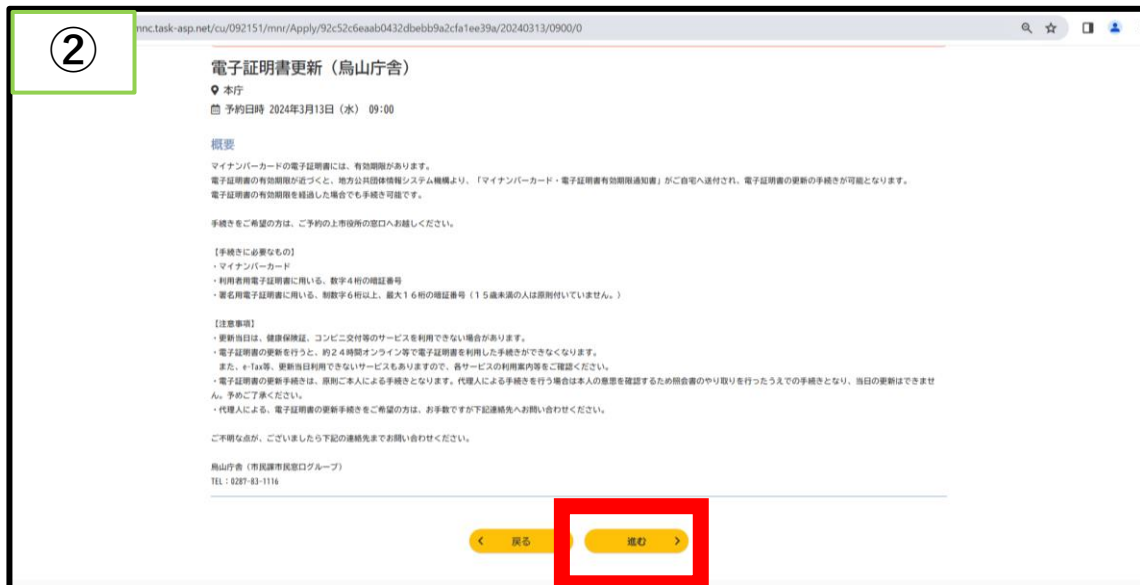 ②
mnc.task-asp.net/cu/092151/mnr/Apply/92c52c6eaab0432dbebb9a2cfa1ee39a/20240313/0900/0
電子証明書更新（烏山庁舎）
本庁
予約日時 2024年3月13日（水） 09:00
概要
マイナンバーカードの電子証明書には、有効期限があります。
電子証明書の有効期限が近づくと、地方公共団体情報システム機構より、「マイナンバーカード・電子証明書有効期限通知書」がご自宅へ送付され、電子証明書の更新の手続きが可能となります。
電子証明書の有効期限を経過した場合でも手続き可能です。
手続きをご希望の方は、ご予約の上市役所の窓口へお越しください。
【手続きに必要なもの】
・マイナンバーカード
・利用者用電子証明書に用いる、数字4桁の暗証番号
・署名用電子証明書に用いる、制数字6桁以上、最大16桁の暗証番号（15歳未満の人は原則付いていません。）
【注意事項】
・更新当日は、健康保険証、コンビニ交付等のサービスを利用できない場合があります。
・電子証明書の更新を行うと、約24時間オンライン等で電子証明書を利用した手続きができなくなります。
また、e-Tax等、更新当日利用できないサービスもありますので、各サービスの利用案内等をご確認ください。
・電子証明書の更新手続きは、原則ご本人による手続きとなります。代理人による手続きを行う場合は本人の意思を確認するため照会書のやり取りを行ったうえでの手続きとなり、当日の更新はできませ
ん。予めご了承ください。
・代理人による、電子証明書の更新手続きをご希望の方は、お手数ですが下記連絡先へお問い合わせください。
ご不明な点が、ございましたら下記の連絡先までお問い合わせください。
烏山庁舎（市民課市民窓口グループ）
TEL：0287-83-1116
戻る
進む